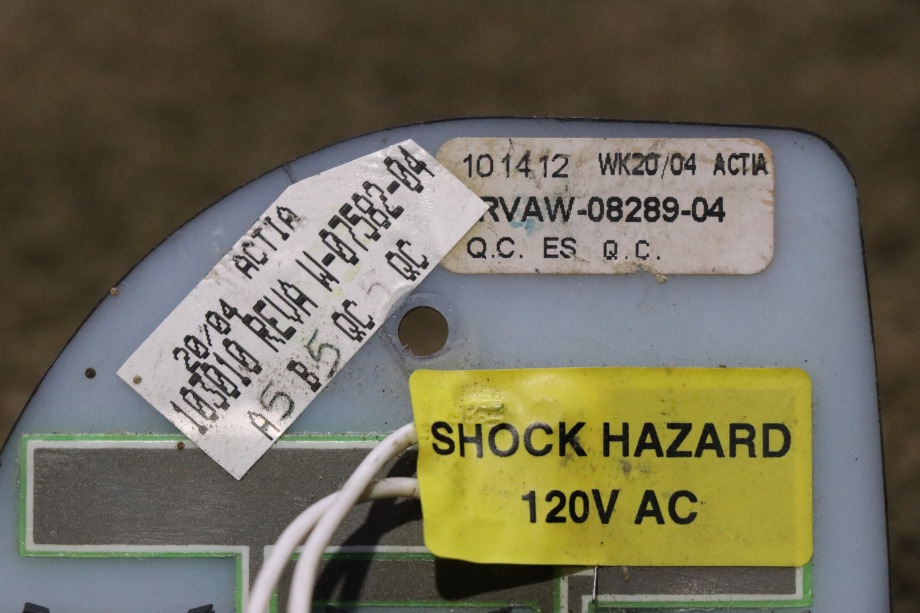 20/04 ACTIA
103010 REVA W-07582-04
A5 B5 QC 5 QC
101412 WK20/04 ACTIA
RVAW-08289-04
Q.C. ES Q.C.
SHOCK HAZARD
120V AC